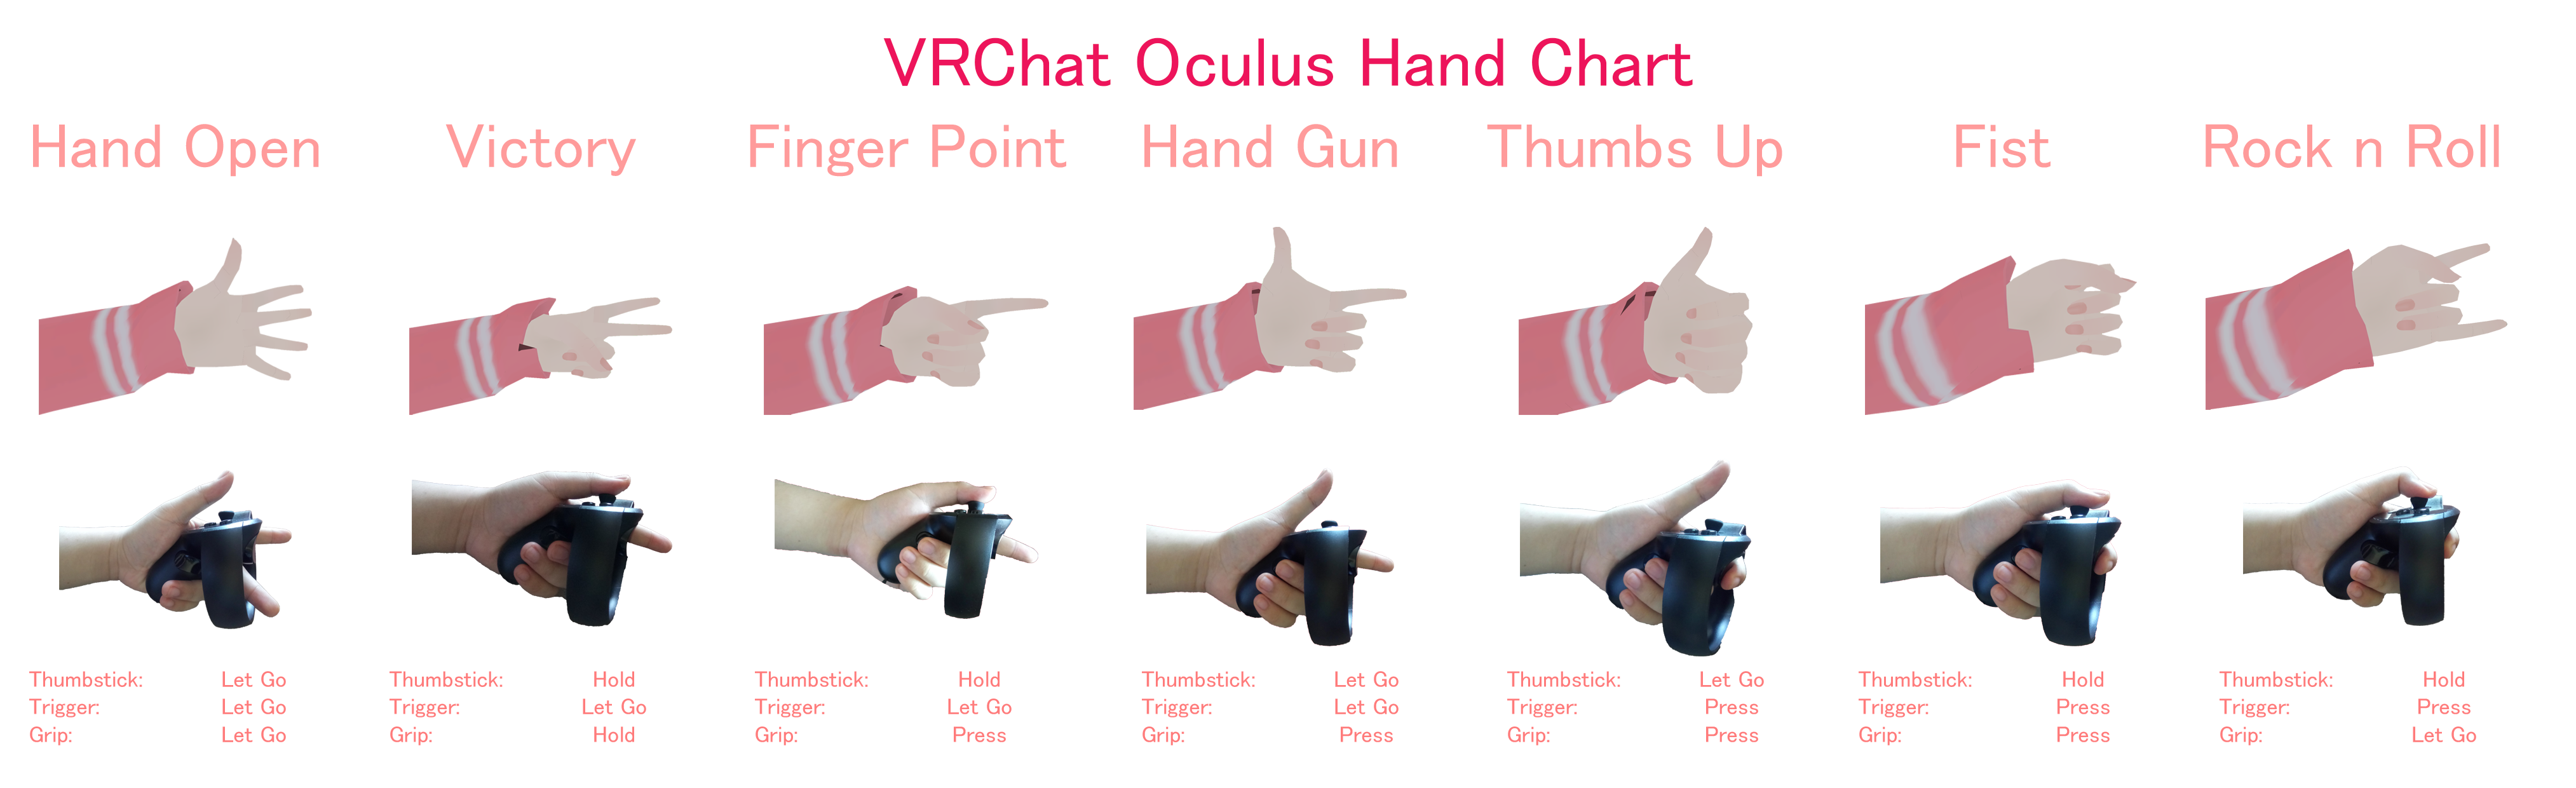 VRChat Oculus Hand Chart
Hand Open
Victory
Finger Point
Hand Gun
Thumbs Up
Fist
Rock n Roll
Thumbstick: Let Go
Trigger: Let Go
Grip: Let Go
Thumbstick: Hold
Trigger: Let Go
Grip: Hold
Thumbstick: Hold
Trigger: Let Go
Grip: Press
Thumbstick: Let Go
Trigger: Let Go
Grip: Press
Thumbstick: Let Go
Trigger: Press
Grip: Press
Thumbstick: Hold
Trigger: Press
Grip: Press
Thumbstick: Hold
Trigger: Press
Grip: Let Go